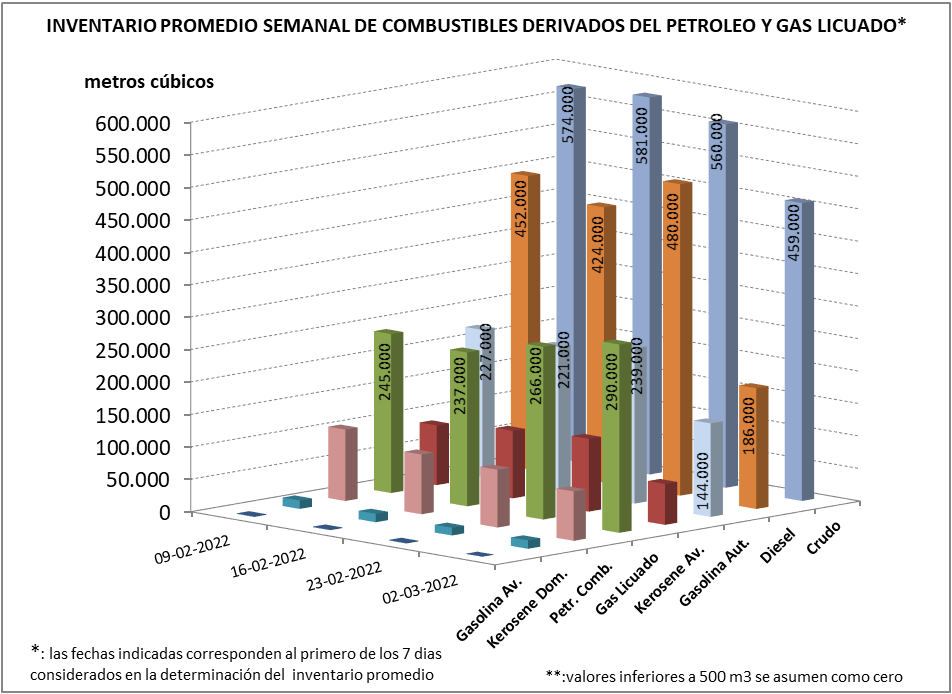 INVENTARIO PROMEDIO SEMANAL DE COMBUSTIBLES DERIVADOS DEL PETROLEO Y GAS LICUADO*
metros cúbicos
600.000
550.000
500.000
450.000
400.000
350.000
300.000
250.000
200.000
150.000
100.000
50.000
0
574.000
581.000
560.000
459.000
452.000
424.000
480.000
186.000
227.000
221.000
239.000
144.000
245.000
237.000
266.000
290.000
09-02-2022
16-02-2022
23-02-2022
02-03-2022
Gasolina Av.
Kerosene Dom.
Petr. Comb.
Gas Licuado
Kerosene Av.
Gasolina Aut.
Diesel
Crudo
*: las fechas indicadas corresponden al primero de los 7 dias
considerados en la determinación del inventario promedio
**:valores inferiores a 500 m3 se asumen como cero